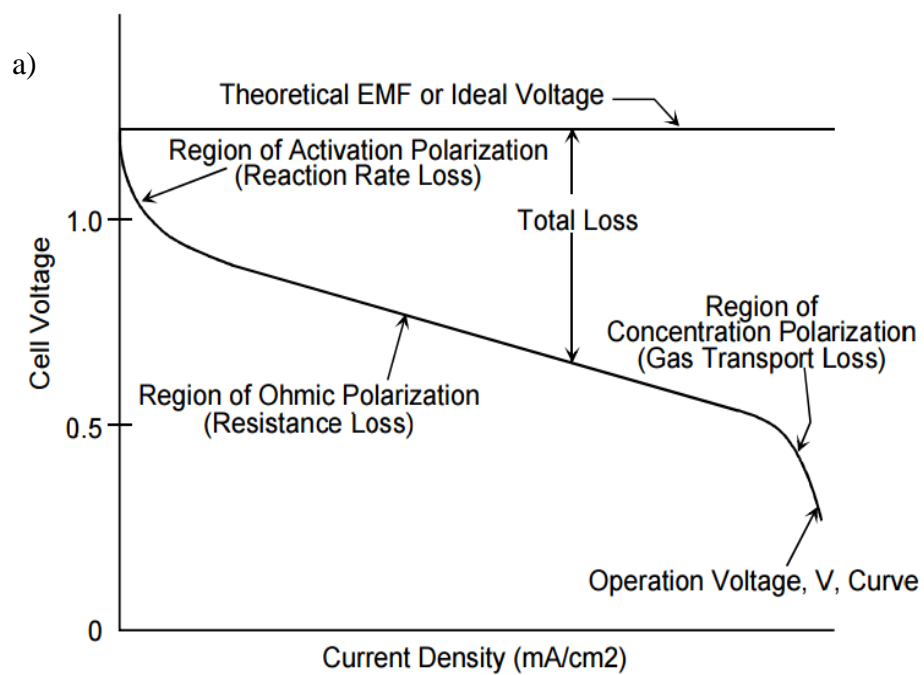 a)
Theoretical EMF or Ideal Voltage
Region of Activation Polarization
(Reaction Rate Loss)
1.0
Total Loss
Cell Voltage
Region of
Concentration Polarization
(Gas Transport Loss)
Region of Ohmic Polarization
(Resistance Loss)
0.5
Operation Voltage, V, Curve
0
Current Density (mA/cm2)